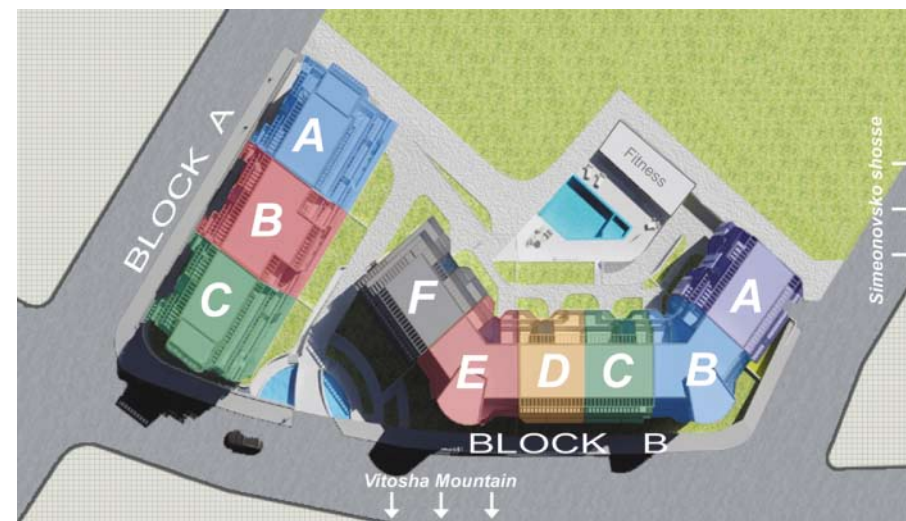 BLOCK A
A
B
C
Fitness
Simeonovsko shosse
F
E
D
C
B
A
BLOCK B
Vitosha Mountain